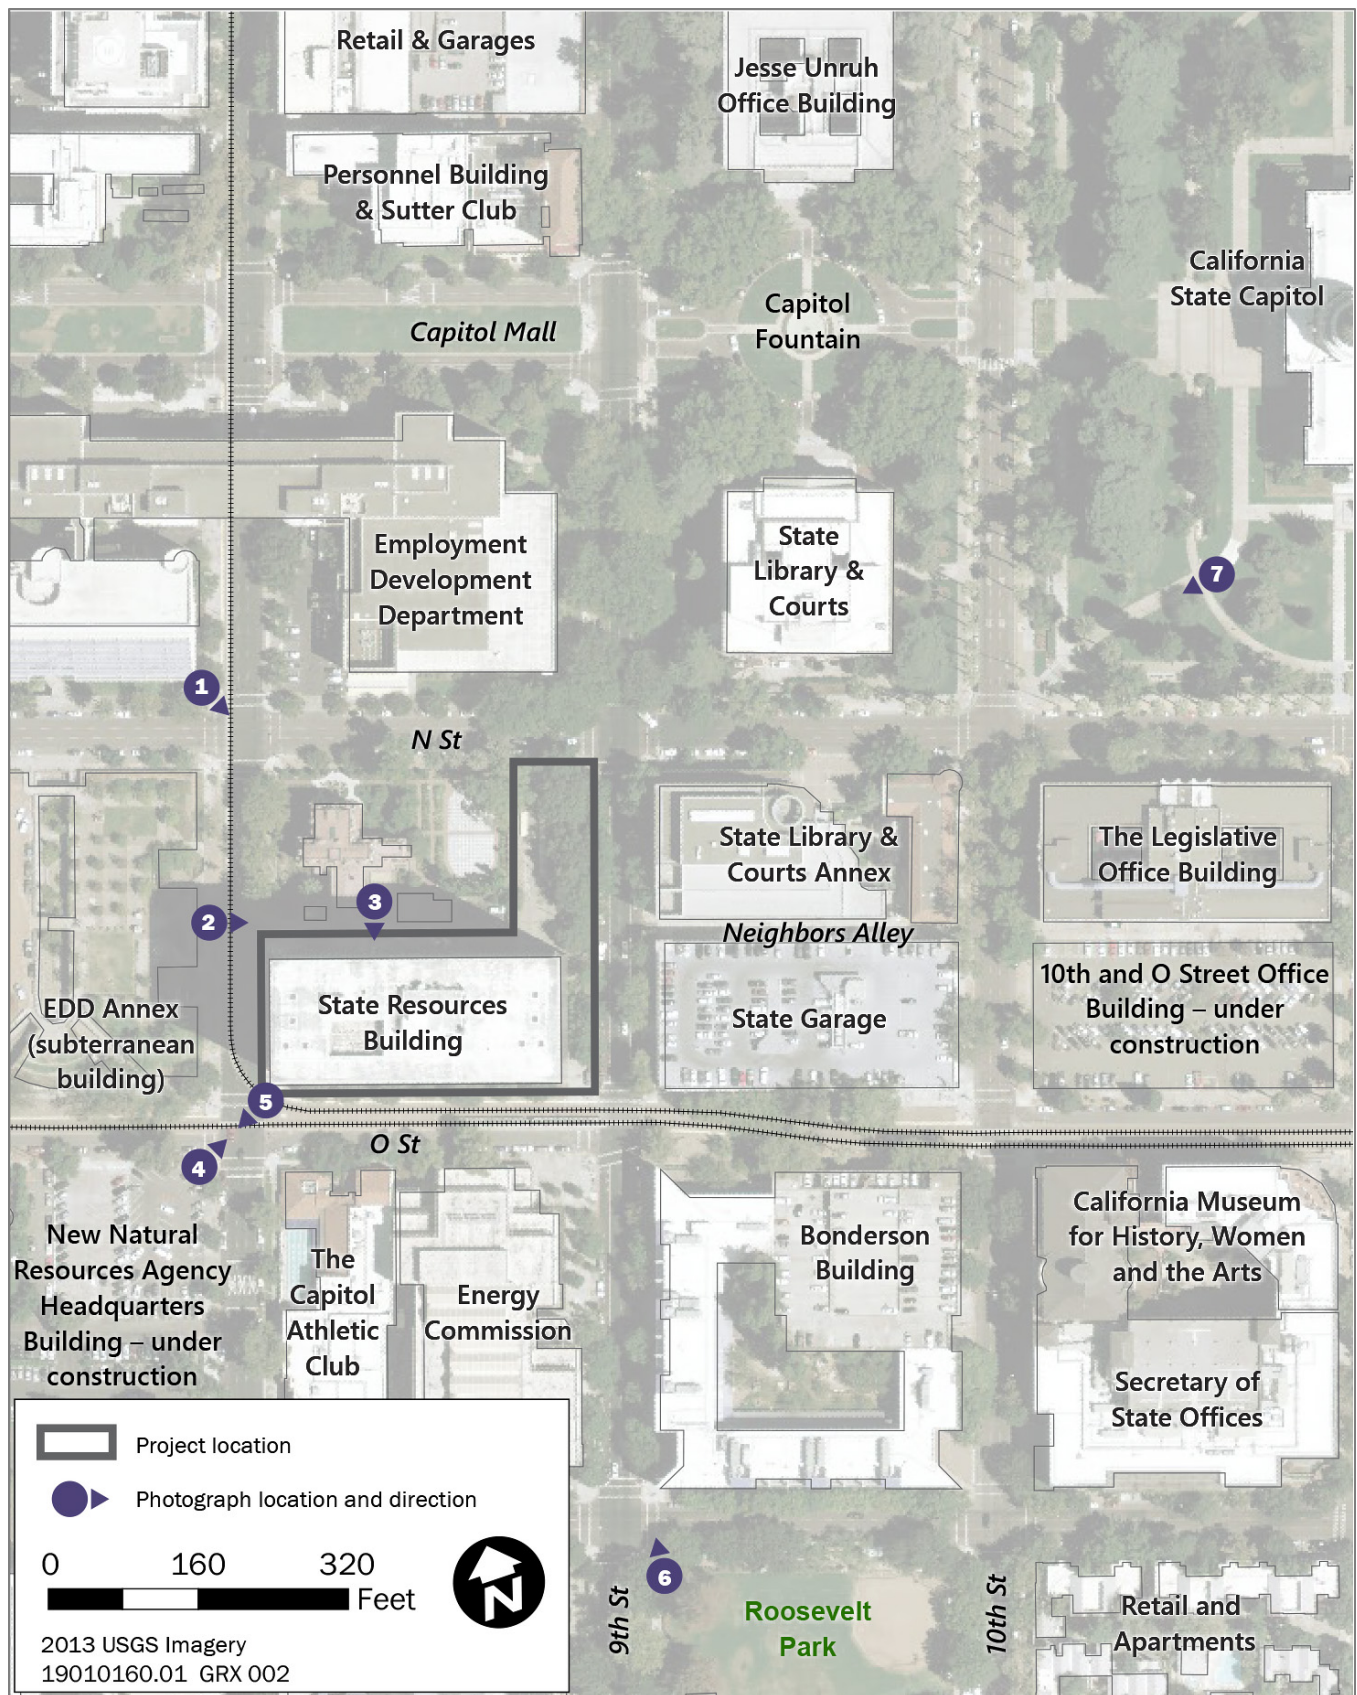 Retail & Garages
Jesse Unruh
Office Building
Personnel Building
& Sutter Club
California
State Capitol
Capitol Mall
Capitol
Fountain
Employment
Development
Department
State
Library &
Courts
7
1
N St
State Library &
Courts Annex
The Legislative
Office Building
3
2
Neighbors Alley
EDD Annex
(subterranean
building)
State Resources
Building
State Garage
10th and O Street Office
Building – under
construction
5
O St
4
New Natural
Resources Agency
Headquarters
Building – under
construction
The
Capitol
Athletic
Club
Energy
Commission
Bonderson
Building
California Museum
for History, Women
and the Arts
Secretary of
State Offices
Project location
Photograph location and direction
0 160 320
Feet
N
2013 USGS Imagery
19010160.01 GRX 002
6
9th St
Roosevelt
Park
10th St
Retail and
Apartments